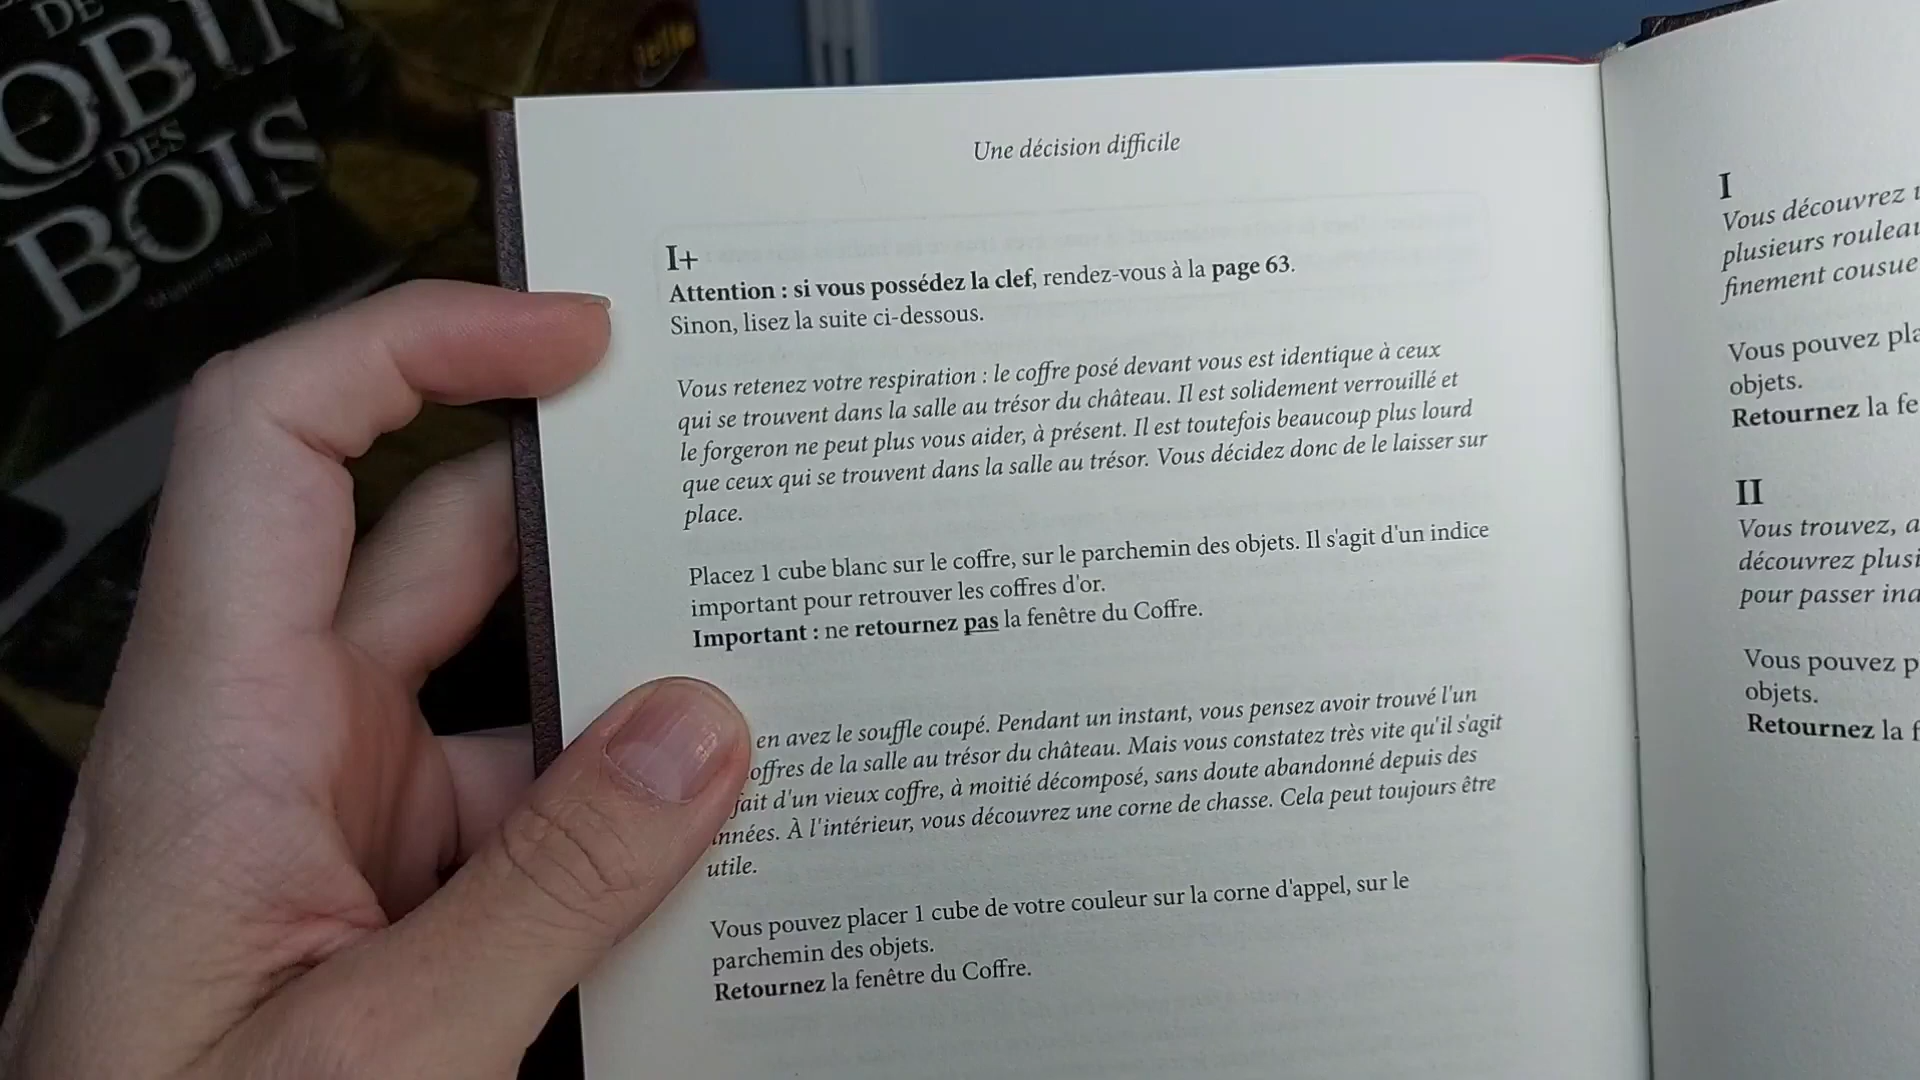 DE
OBIN
DES
BOIS
Une décision difficile
I+
Attention : si vous possédez la clef, rendez-vous à la page 63.
Sinon, lisez la suite ci-dessous.
Vous retenez votre respiration : le coffre posé devant vous est identique à ceux
qui se trouvent dans la salle au trésor du château. Il est solidement verrouillé et
le forgeron ne peut plus vous aider, à présent. Il est toutefois beaucoup plus lourd
que ceux qui se trouvent dans la salle au trésor. Vous décidez donc de le laisser sur
place.
Placez 1 cube blanc sur le coffre, sur le parchemin des objets. Il s'agit d'un indice
important pour retrouver les coffres d'or.
Important : ne retournez pas la fenêtre du Coffre.
en avez le souffle coupé. Pendant un instant, vous pensez avoir trouvé l'un
offres de la salle au trésor du château. Mais vous constatez très vite qu'il s'agit
fait d'un vieux coffre, à moitié décomposé, sans doute abandonné depuis des
nnées. À l'intérieur, vous découvrez une corne de chasse. Cela peut toujours être
utile.
Vous pouvez placer 1 cube de votre couleur sur la corne d'appel, sur le
parchemin des objets.
Retournez la fenêtre du Coffre.
I
Vous découvrez
plusieurs rouleau
finement cousue
Vous pouvez pla
objets.
Retournez la fe
II
Vous trouvez, a
découvrez plusi
pour passer ina
Vous pouvez p
objets.
Retournez la f